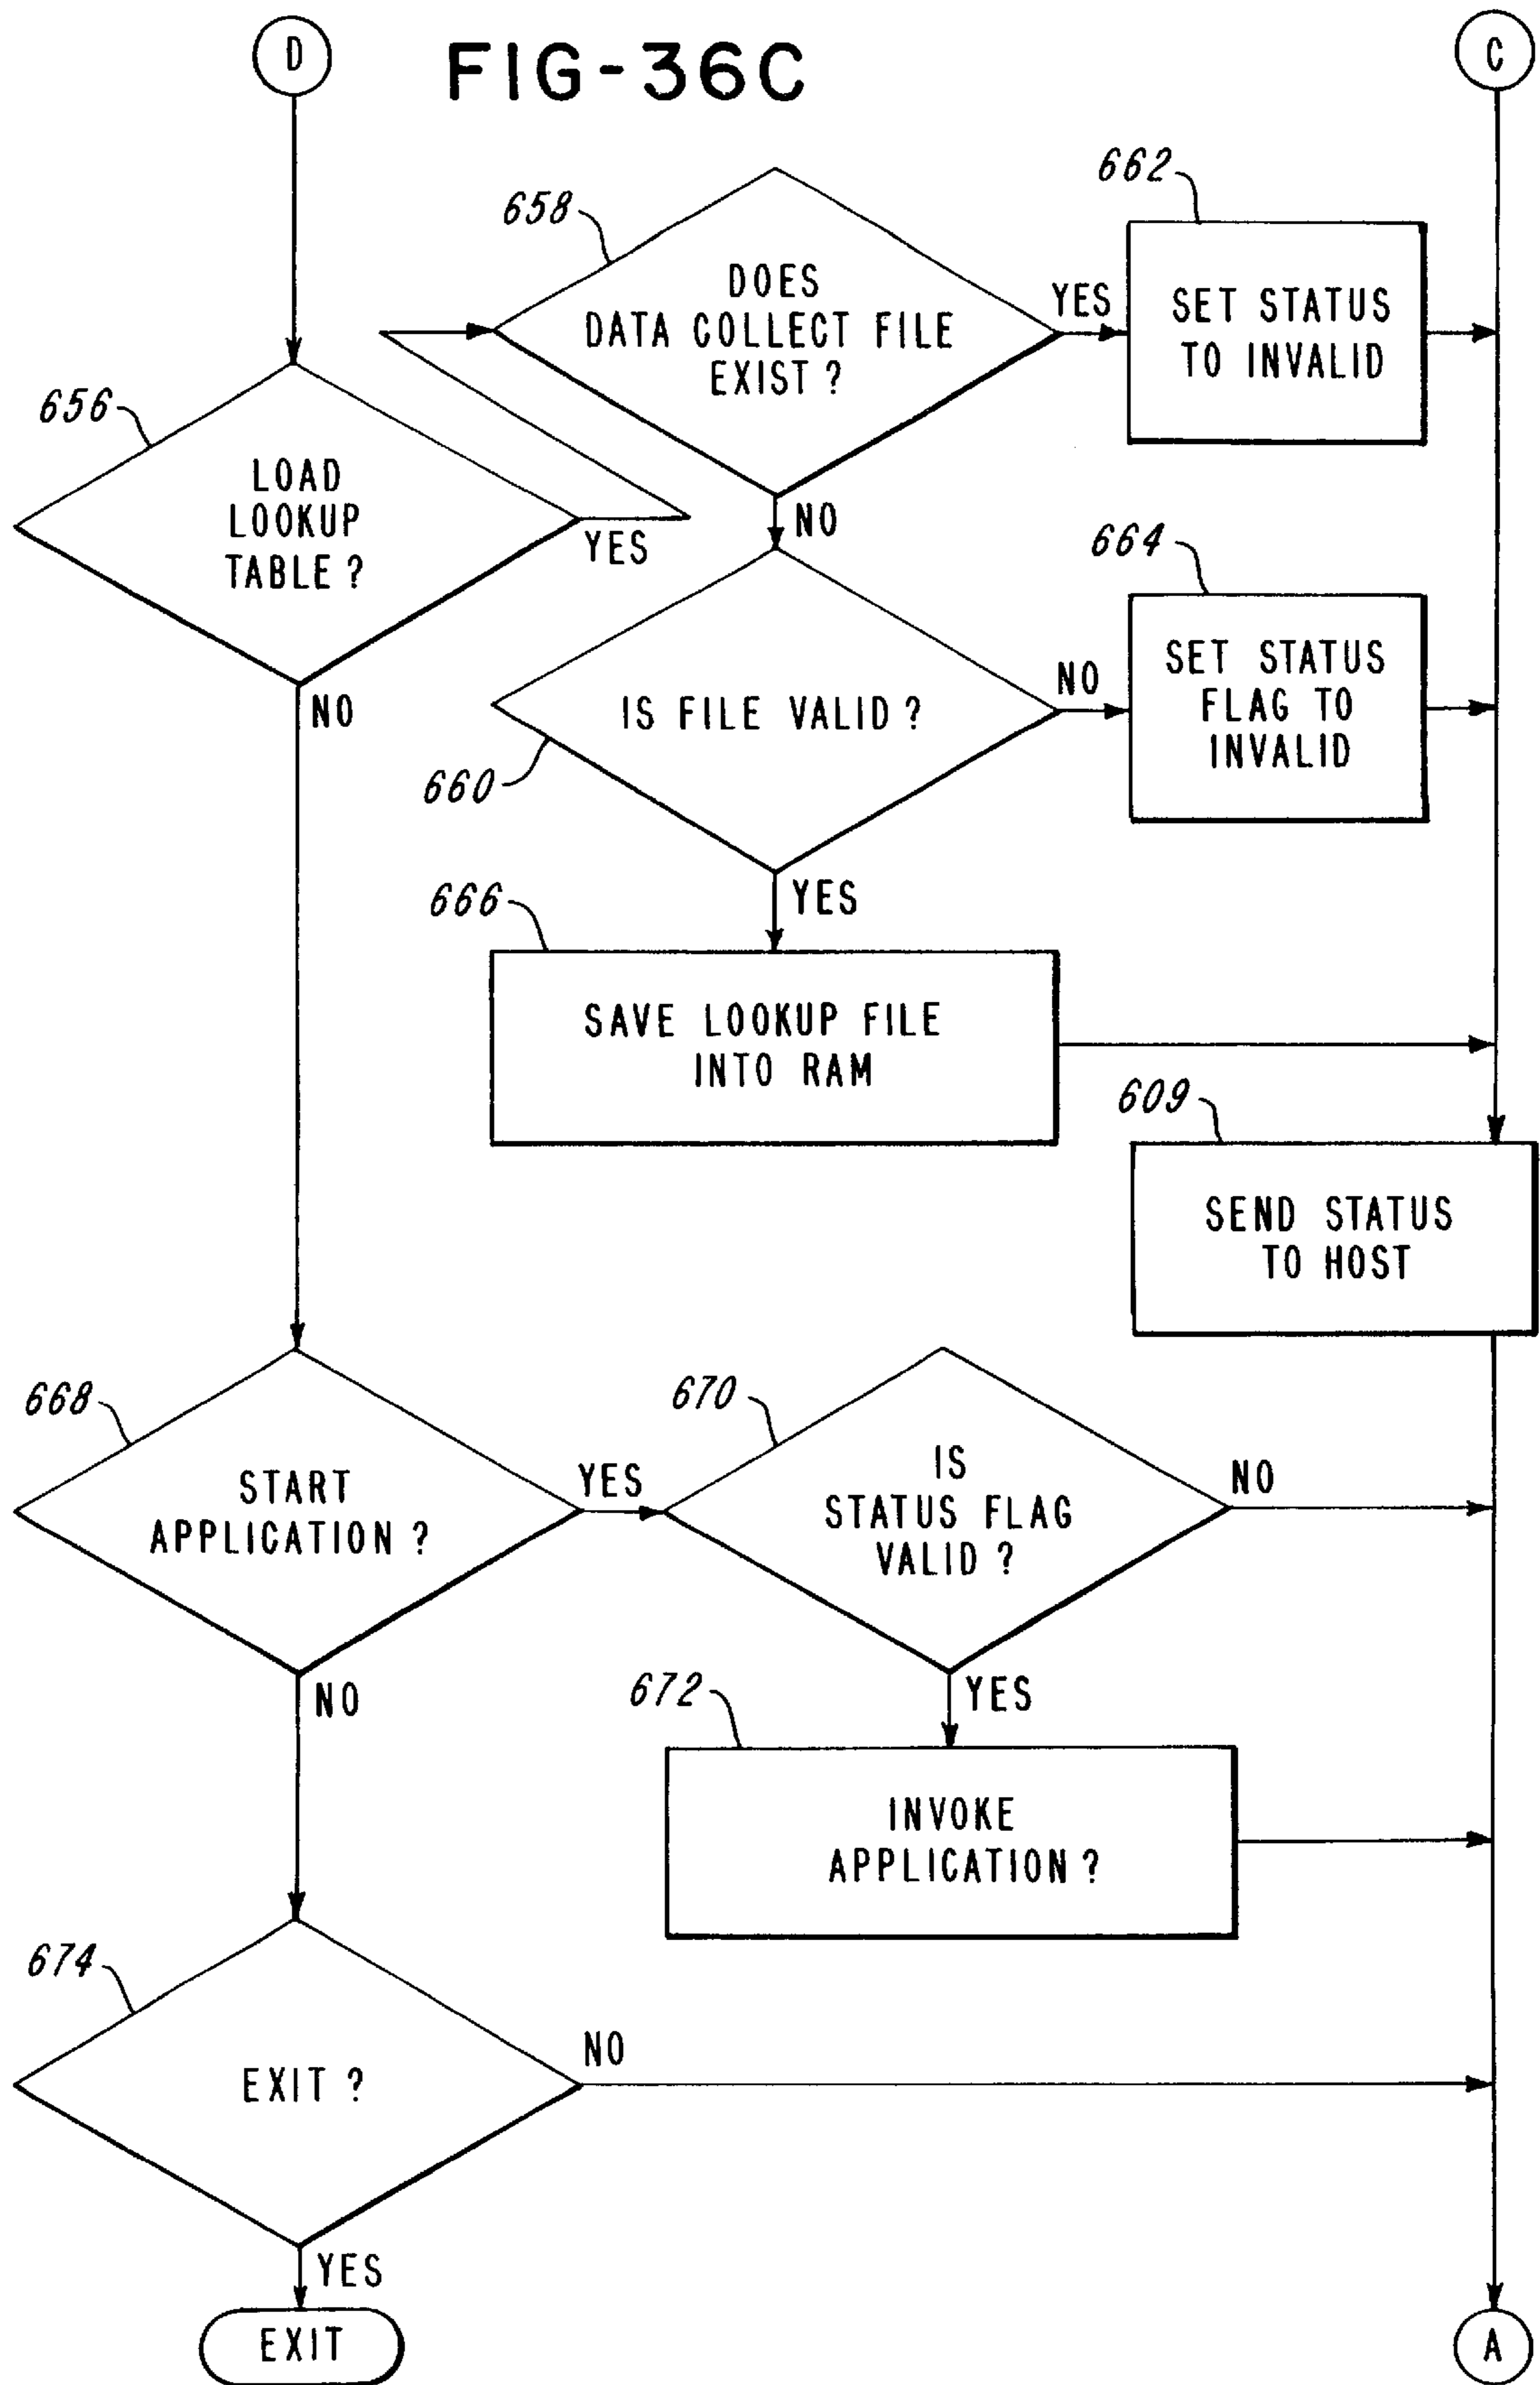 D
FIG-36C
C
662
658
DOES
DATA COLLECT FILE
EXIST ?
YES
SET STATUS
TO INVALID
656
LOAD
LOOKUP
TABLE ?
YES
NO
664
NO
IS FILE VALID ?
NO
SET STATUS
FLAG TO
INVALID
660
YES
666
SAVE LOOKUP FILE
INTO RAM
609
SEND STATUS
TO HOST
668
START
APPLICATION ?
YES
670
IS
STATUS FLAG
VALID ?
NO
NO
YES
672
INVOKE
APPLICATION ?
674
EXIT ?
NO
YES
EXIT
A